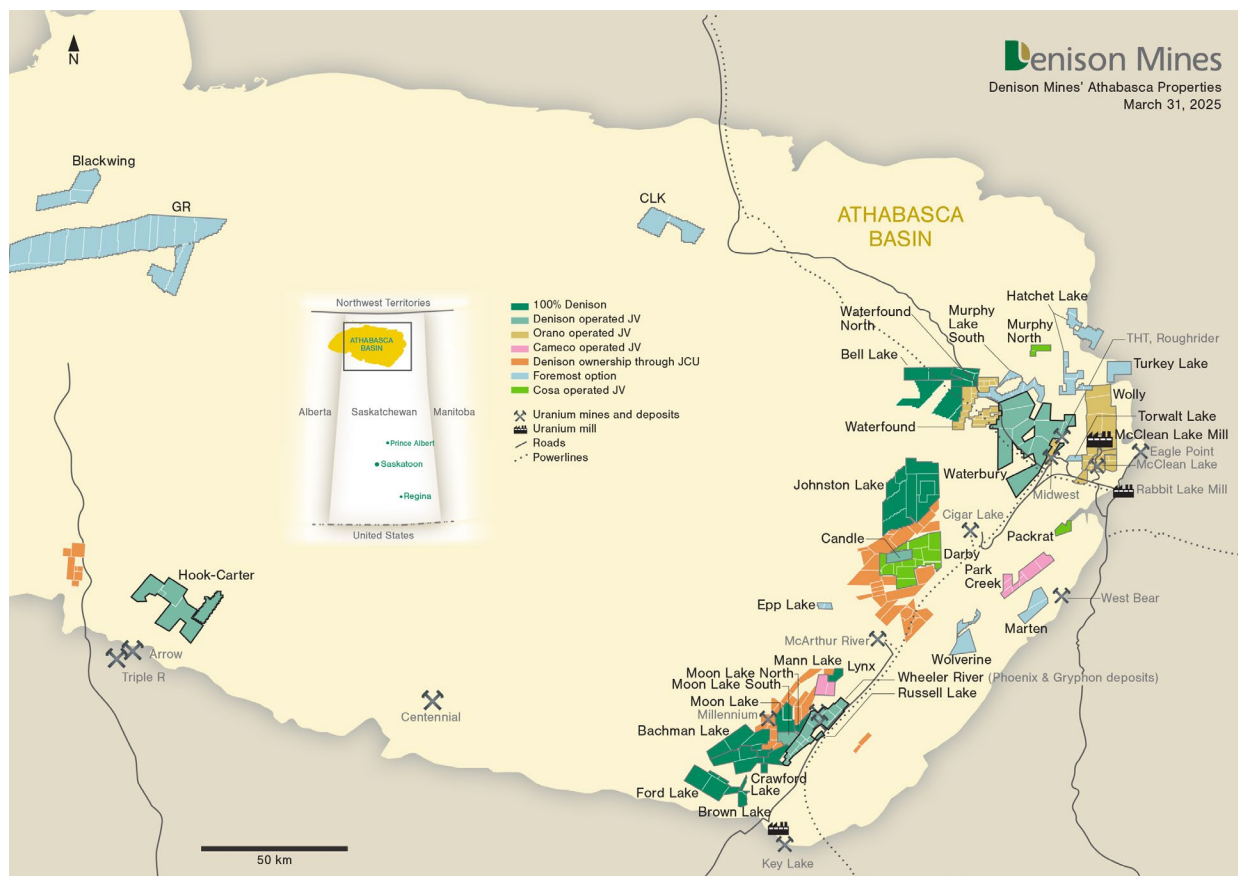 N
Denison Mines
Denison Mines' Athabasca Properties
March 31, 2025
Blackwing
GR
CLK
ATHABASCA
BASIN
Northwest Territories
ATHABASCA
BASIN
Alberta
Saskatchewan
Manitoba
Prince Albert
Saskatoon
Regina
United States
100% Denison
Denison operated JV
Orano operated JV
Cameco operated JV
Denison ownership through JCU
Foremost option
Cosa operated JV
Uranium mines and deposits
Uranium mill
Roads
Powerlines
Hatchet Lake
Waterfound
North
Murphy
Lake
South
Murphy
North
THT, Roughrider
Bell Lake
Turkey Lake
Wolly
Torwalt Lake
Waterfound
McClean Lake Mill
Eagle Point
McClean Lake
Waterbury
Johnston Lake
Midwest
Rabbit Lake Mill
Cigar Lake
Packrat
Candle
Darby
Park
Creek
Hook-Carter
West Bear
Epp Lake
Marten
McArthur River
Arrow
Triple R
Wolverine
Mann Lake
Lynx
Moon Lake North
Wheeler River (Phoenix & Gryphon deposits)
Moon Lake South
Russell Lake
Moon Lake
Millennium
Centennial
Bachman Lake
Crawford
Lake
Ford Lake
Brown Lake
50 km
Key Lake